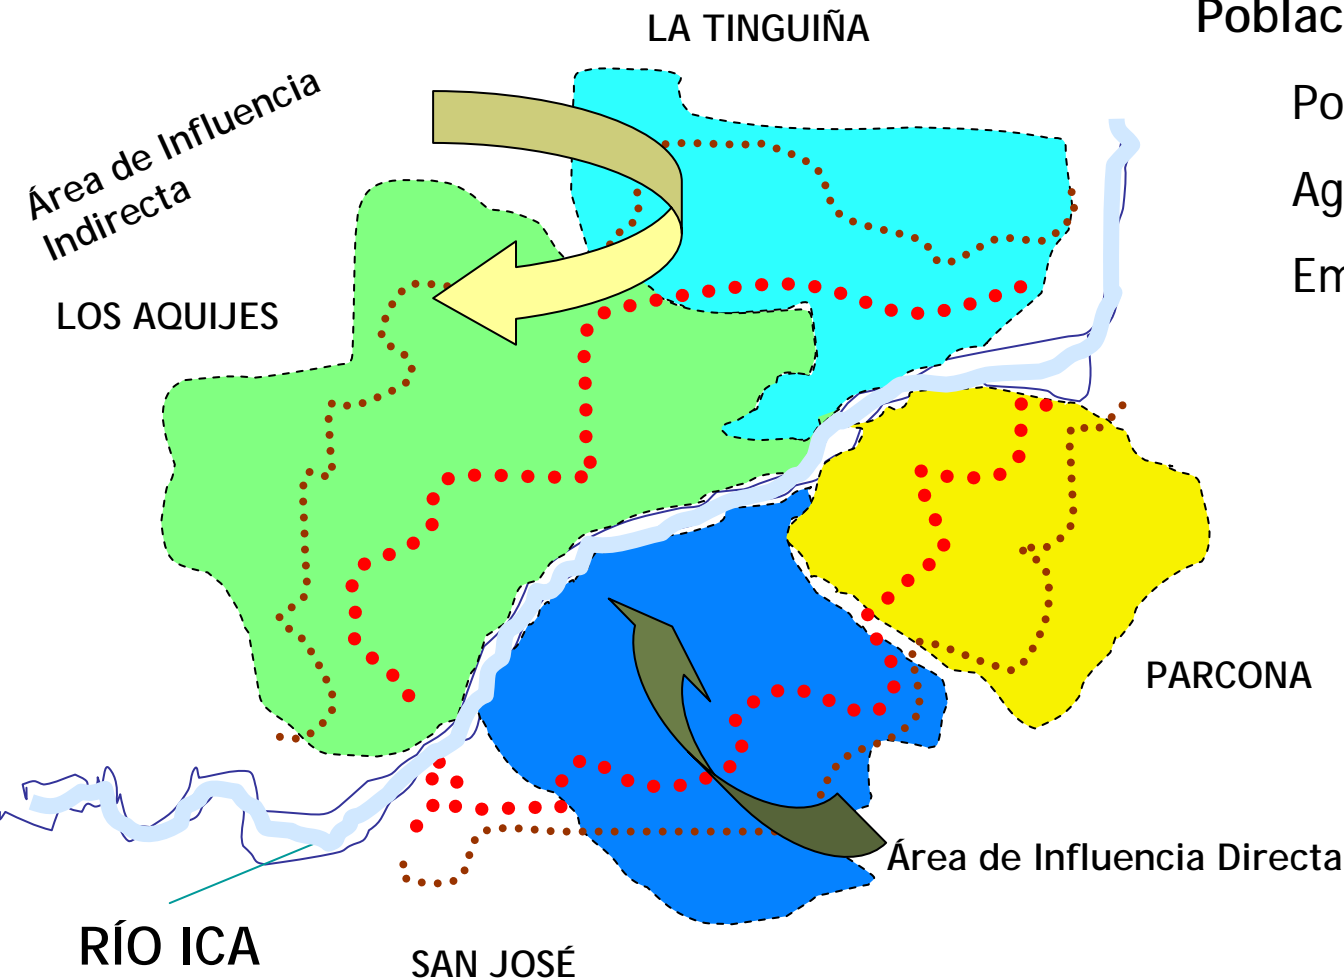 LA TINGUIÑA
Poblac
Po
Ag
Em
Área de Influencia
Indirecta
LOS AQUIJES
PARCONA
Área de Influencia Directa
RÍO ICA
SAN JOSÉ